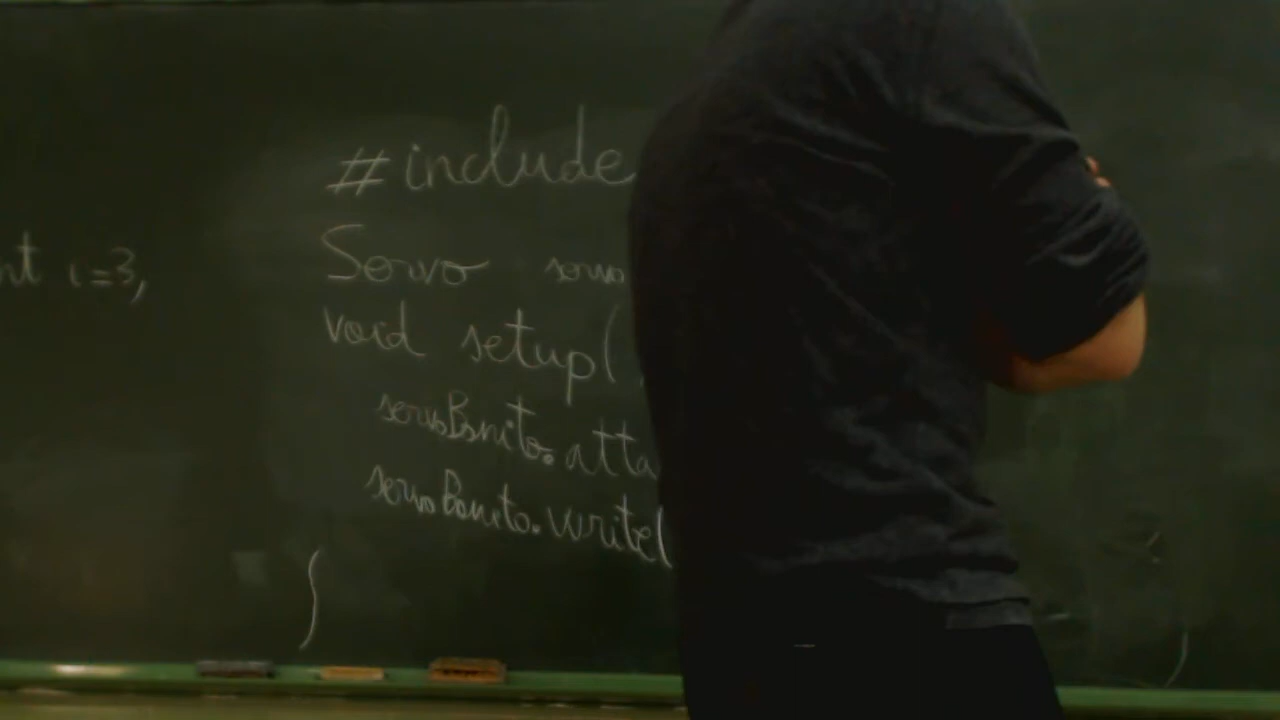 nt i=3,
#include
Servo servo
void setup(
servoBonito.atta
servoBonito.write(
}